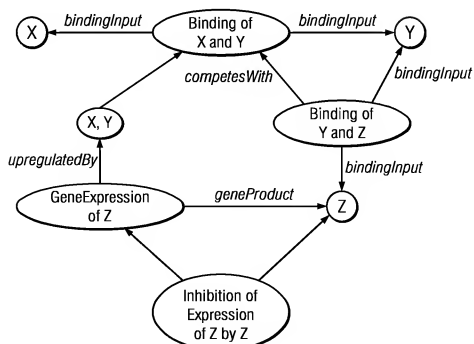 X
bindingInput
Binding of
X and Y
bindingInput
Y
competesWith
bindingInput
X, Y
Binding of
Y and Z
upregulatedBy
bindingInput
GeneExpression
of Z
geneProduct
Z
Inhibition of
Expression
of Z by Z